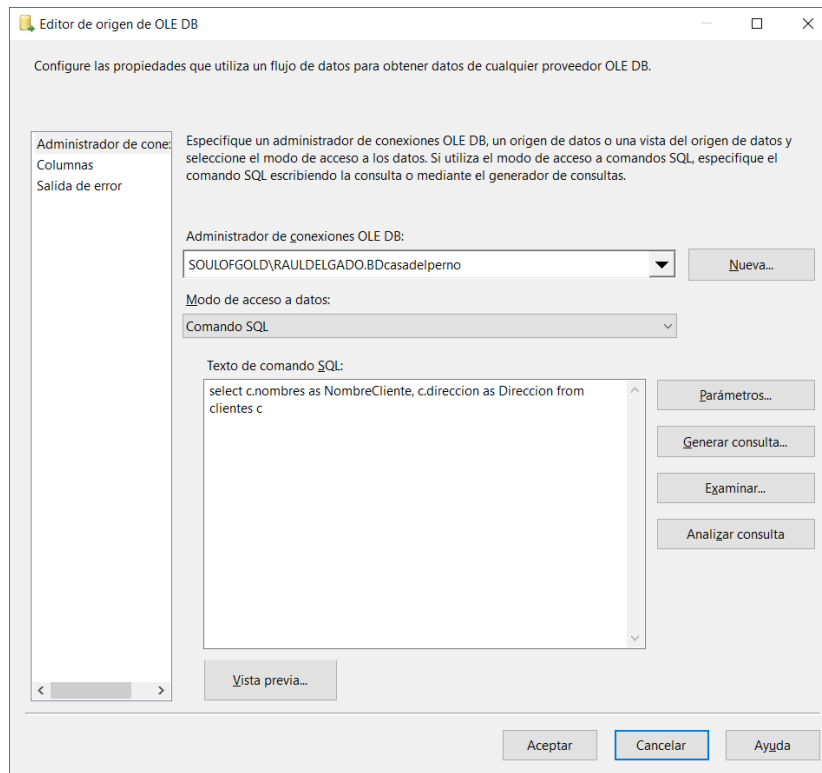 Editor de origen de OLE DB
Configure las propiedades que utiliza un flujo de datos para obtener datos de cualquier proveedor OLE DB.
Administrador de cone:
Columnas
Salida de error
Especifique un administrador de conexiones OLE DB, un origen de datos o una vista del origen de datos y
seleccione el modo de acceso a los datos. Si utiliza el modo de acceso a comandos SQL, especifique el
comando SQL escribiendo la consulta o mediante el generador de consultas.
Administrador de conexiones OLE DB:
SOULOFGOLD\RAULDELGADO.BDcasadelperno
Nueva...
Modo de acceso a datos:
Comando SQL
Texto de comando SQL:
select c.nombres as NombreCliente, c.direccion as Direccion from
clientes c
Parámetros...
Generar consulta...
Examinar...
Analizar consulta
Vista previa...
Aceptar
Cancelar
Ayuda